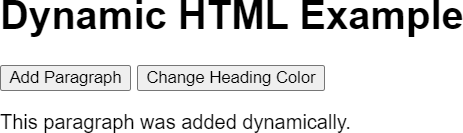 Dynamic HTML Example
Add Paragraph Change Heading Color
This paragraph was added dynamically.